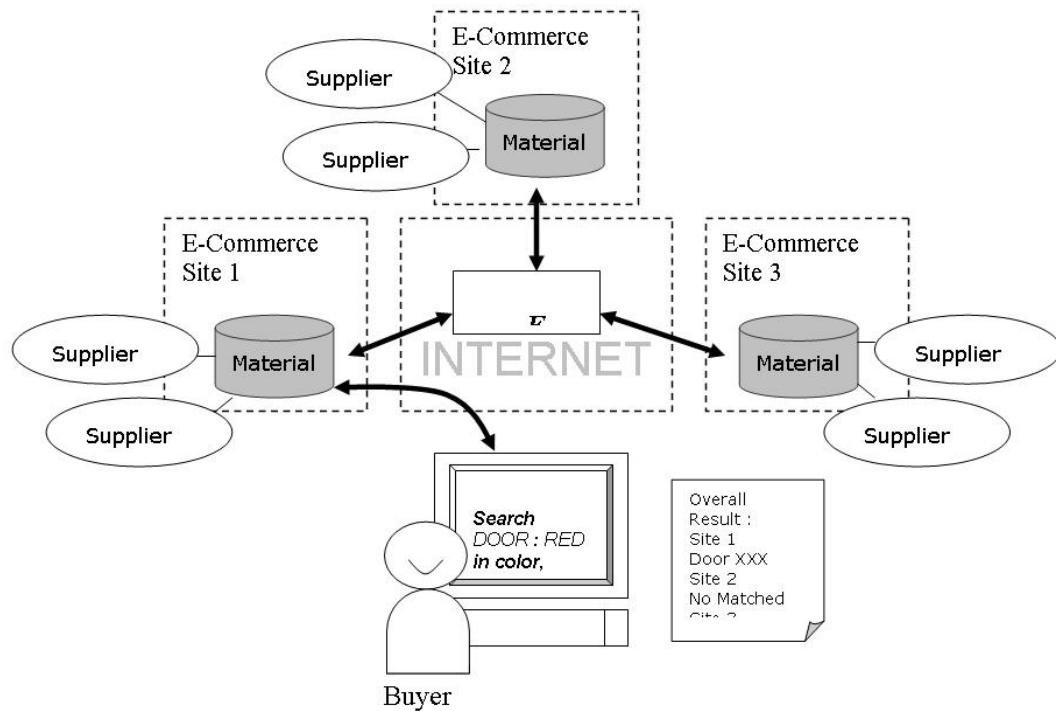 E-Commerce
Site 2
Supplier
Material
Supplier
E-Commerce
Site 1
E-Commerce
Site 3
INTERNET
Supplier
Material
Material
Supplier
Supplier
Supplier
Search
DOOR : RED
in color,
Overall
Result :
Site 1
Door XXX
Site 2
No Matched
Buyer